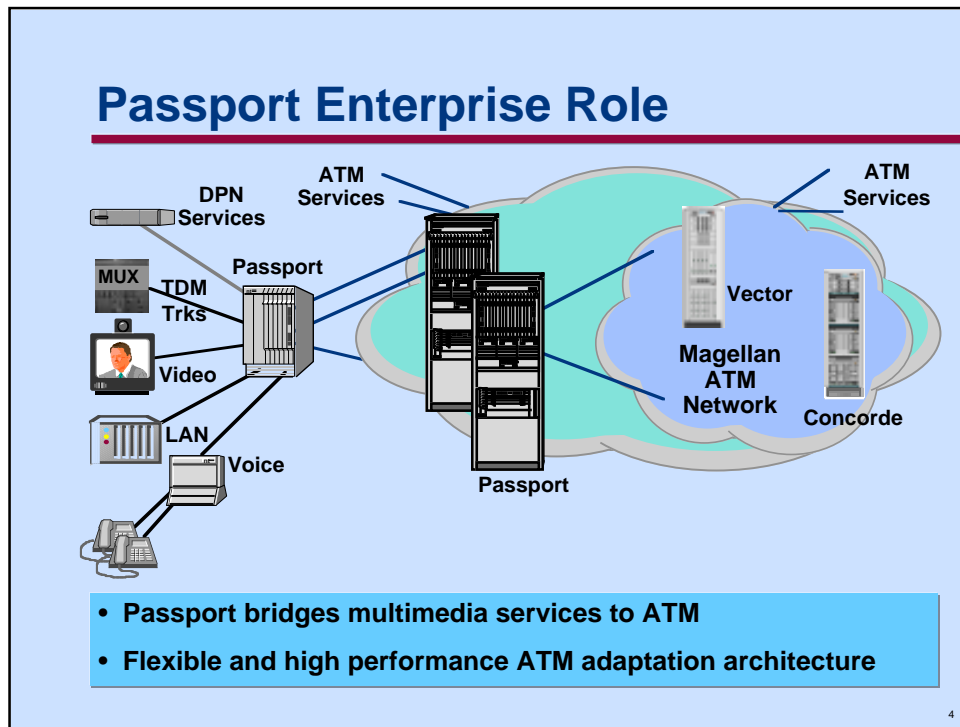 Passport Enterprise Role
ATM
Services
ATM
Services
DPN
Services
Passport
MUX
TDM
Trks
Vector
Video
Magellan
ATM
Network
Concorde
LAN
Voice
Passport
• Passport bridges multimedia services to ATM
• Flexible and high performance ATM adaptation architecture
4